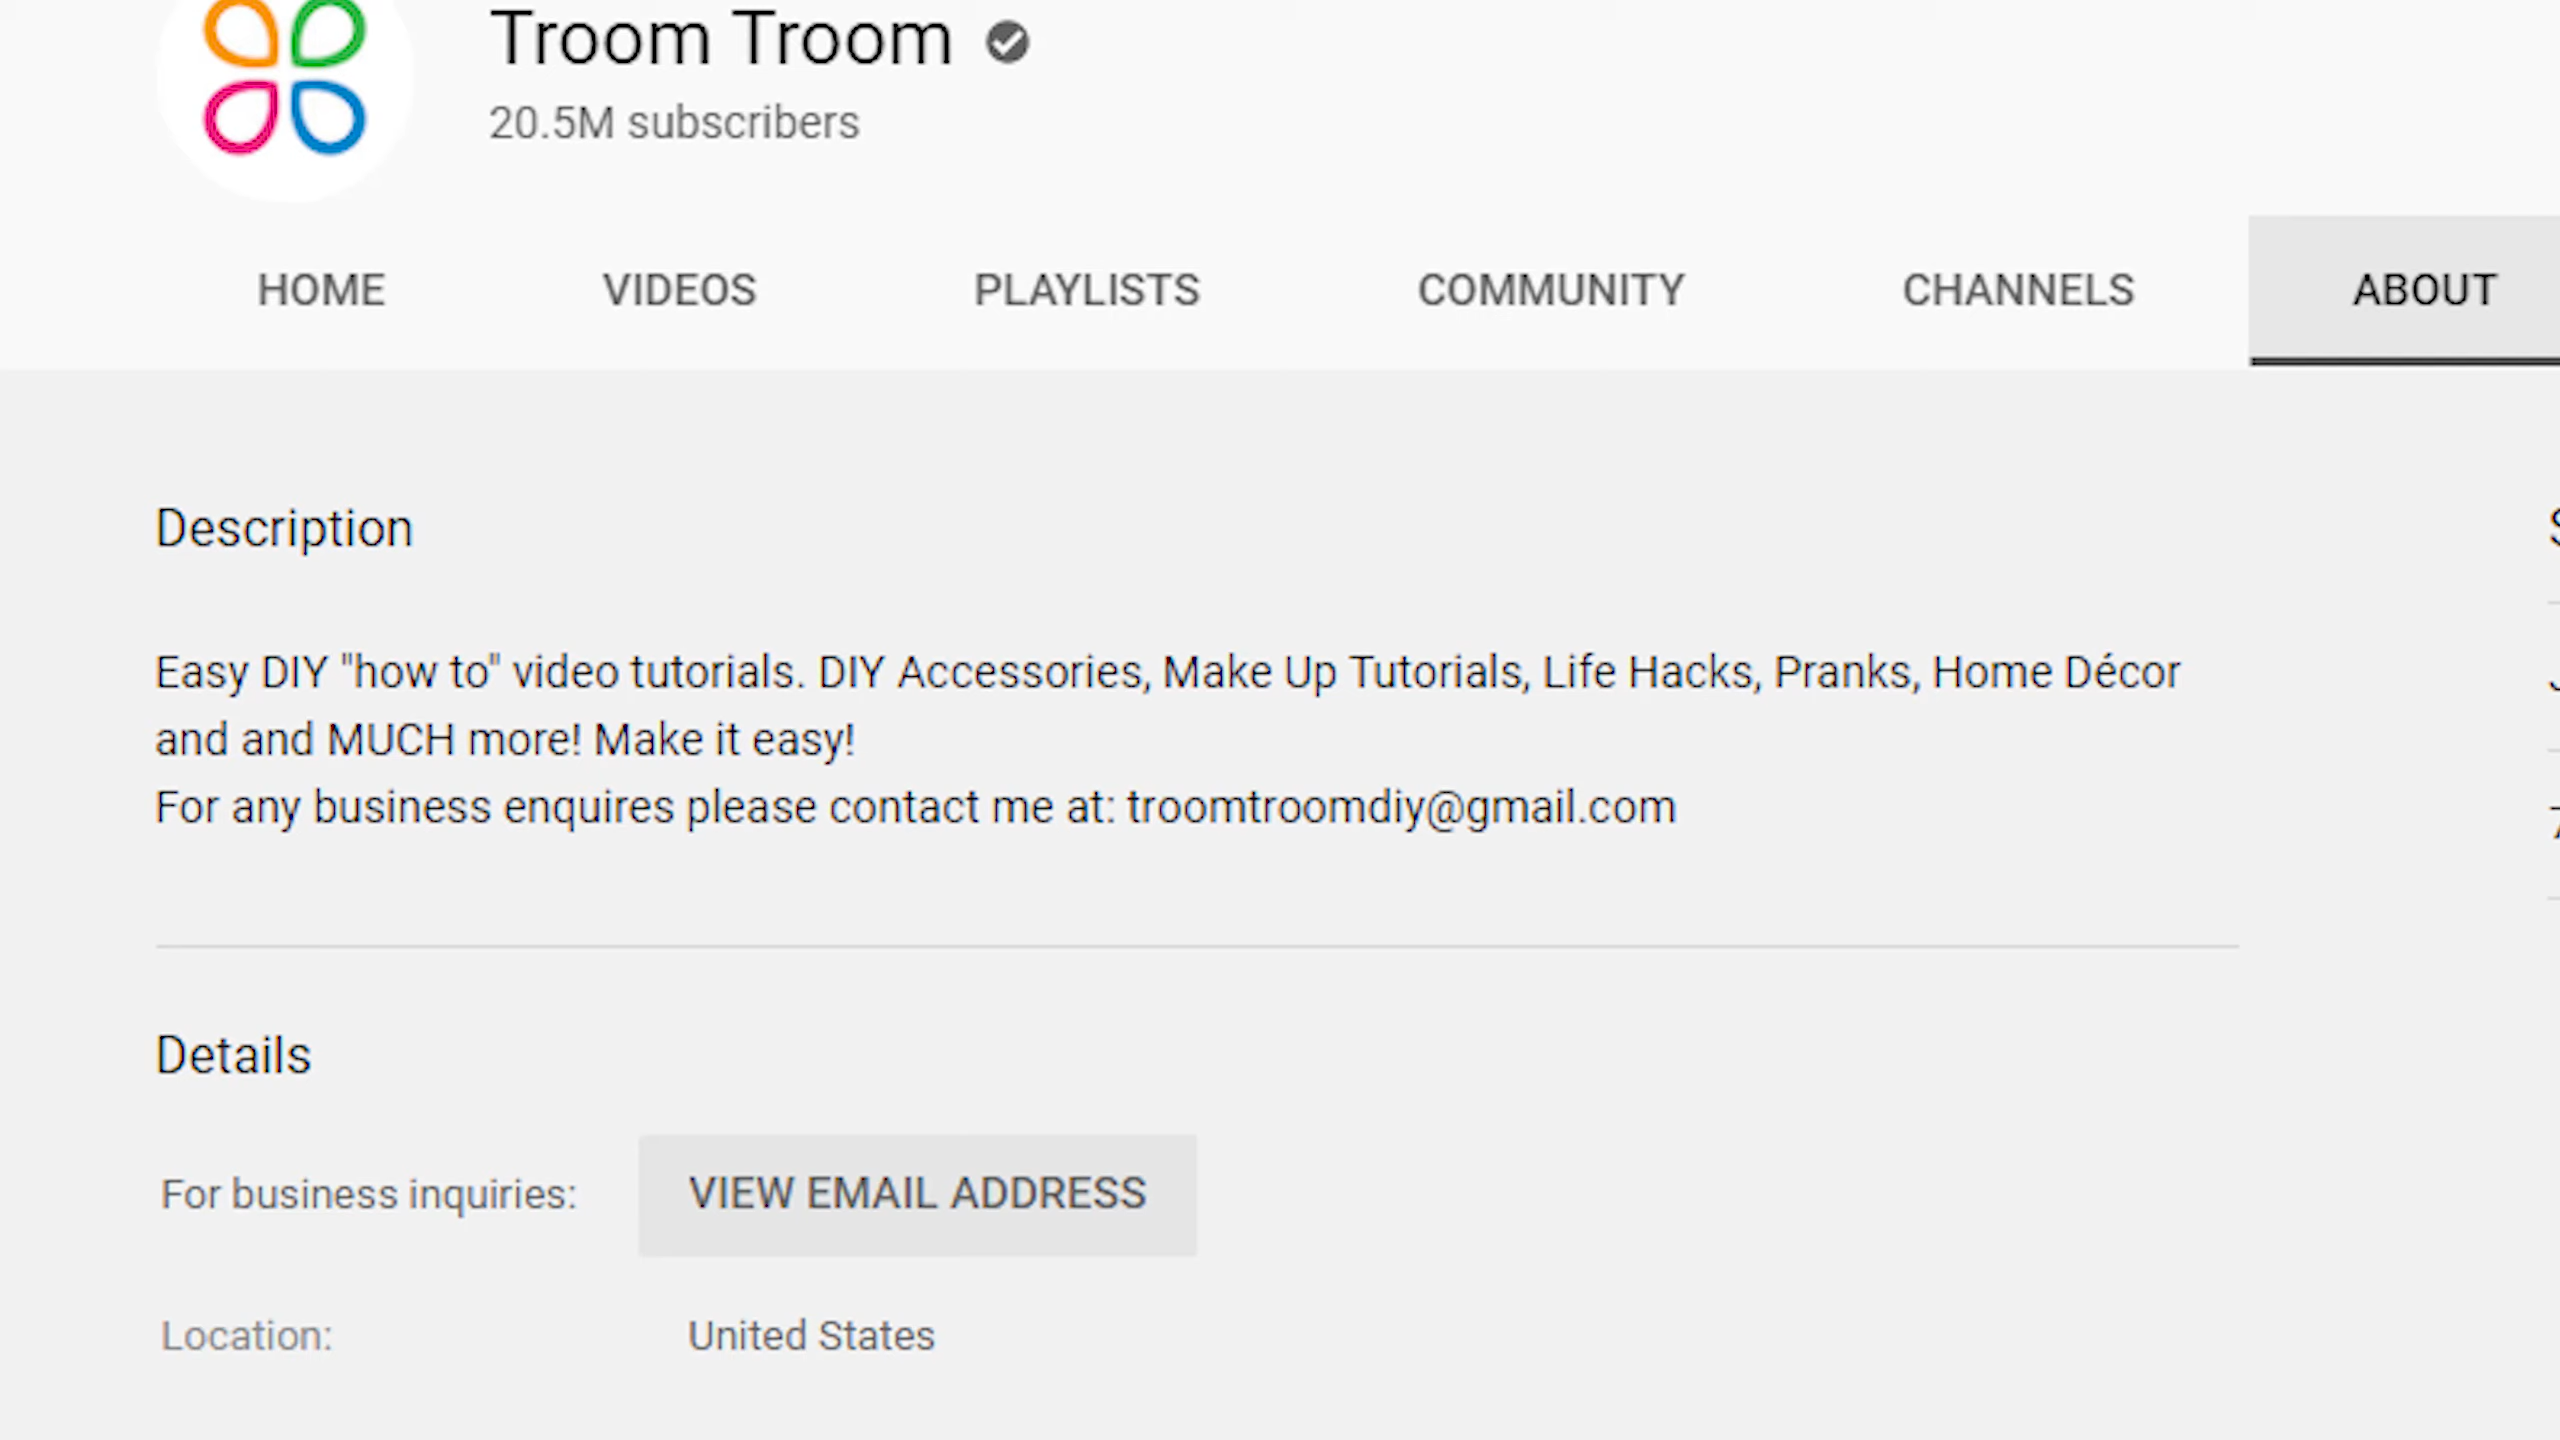 Troom Troom
20.5M subscribers
HOME VIDEOS PLAYLISTS COMMUNITY CHANNELS ABOUT
Description
Easy DIY "how to" video tutorials. DIY Accessories, Make Up Tutorials, Life Hacks, Pranks, Home Décor
and and MUCH more! Make it easy!
For any business enquires please contact me at: troomtroomdiy@gmail.com
Details
For business inquiries: VIEW EMAIL ADDRESS
Location: United States